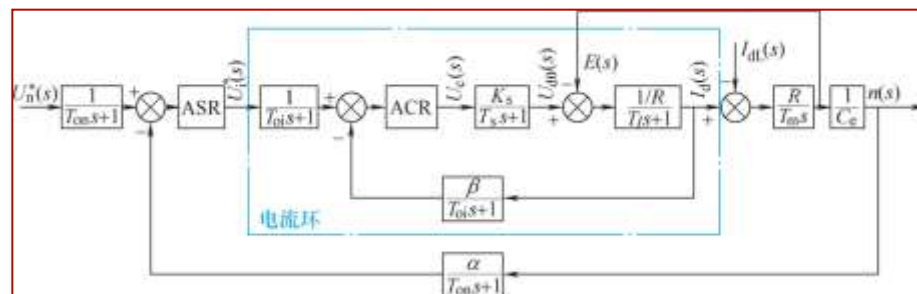 U*n(s)
1
Tons+1
+
−
ASR
U*i(s)
1
Tois+1
+
−
ACR
Uc(s)
Ks
Tss+1
Ud0(s)
−
+
E(s)
1/R
Tls+1
Id(s)
+
−
IdL(s)
R
Tms
1
Ce
n(s)
β
Tois+1
电流环
α
Tons+1